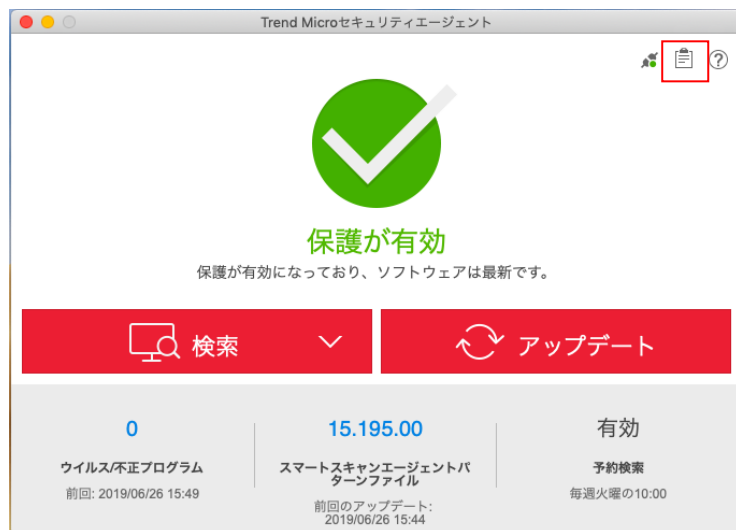 Trend Microセキュリティエージェント
?
保護が有効
保護が有効になっており、ソフトウェアは最新です。
検索
アップデート
0
ウイルス/不正プログラム
前回: 2019/06/26 15:49
15.195.00
スマートスキャンエージェントパ
ターンファイル
前回のアップデート:
2019/06/26 15:44
有効
予約検索
毎週火曜の10:00